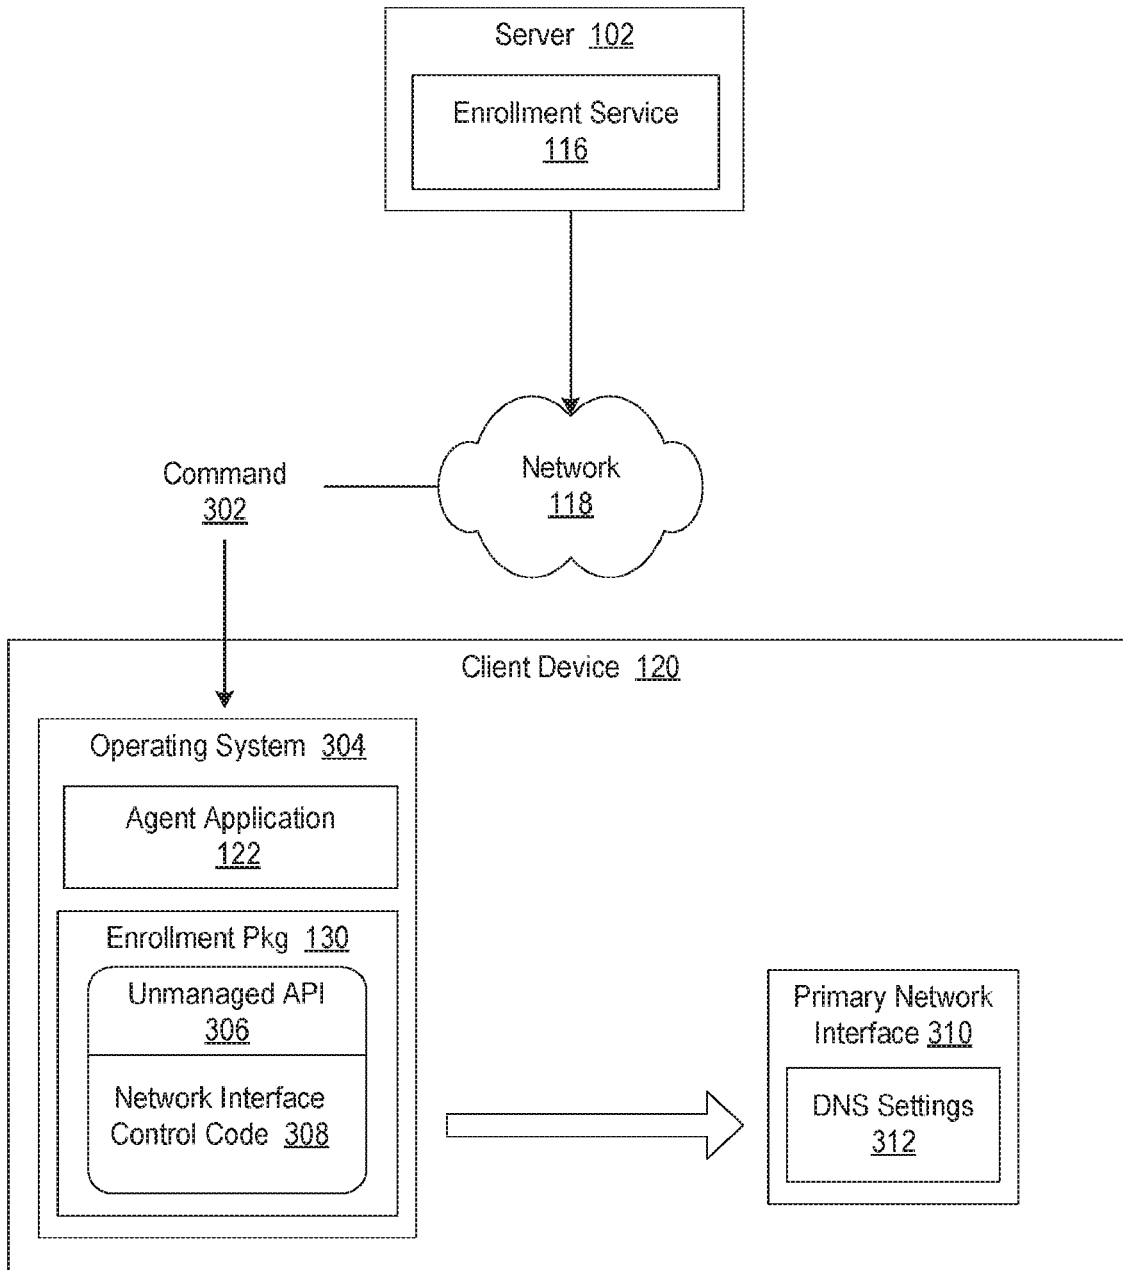 Server 102
Enrollment Service
116
Network
118
Command
302
Client Device 120
Operating System 304
Agent Application
122
Enrollment Pkg 130
Unmanaged API
306
Network Interface
Control Code 308
Primary Network
Interface 310
DNS Settings
312